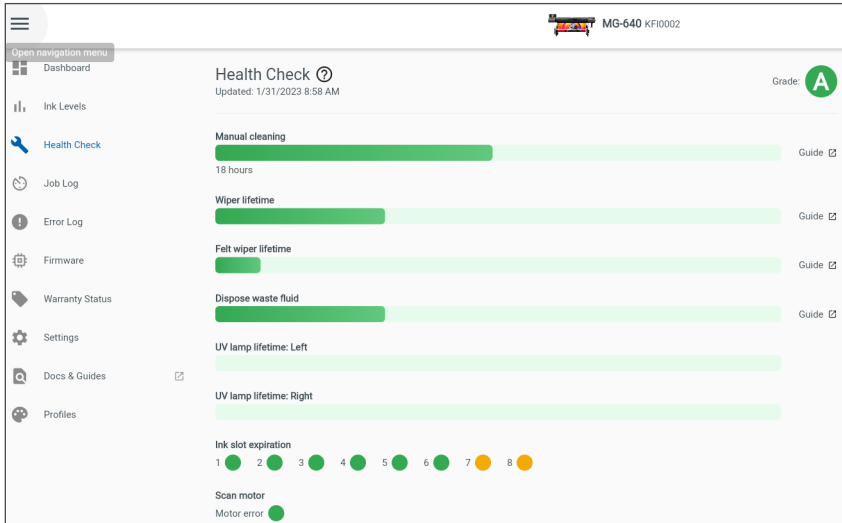 MG-640 KFI0002
Open navigation menu
Dashboard
Ink Levels
Health Check
Job Log
Error Log
Firmware
Warranty Status
Settings
Docs & Guides
Profiles
Health Check ?
Updated: 1/31/2023 8:58 AM
Grade: A
Manual cleaning
Guide
18 hours
Wiper lifetime
Guide
Felt wiper lifetime
Guide
Dispose waste fluid
Guide
UV lamp lifetime: Left
UV lamp lifetime: Right
Ink slot expiration
1 2 3 4 5 6 7 8
Scan motor
Motor error